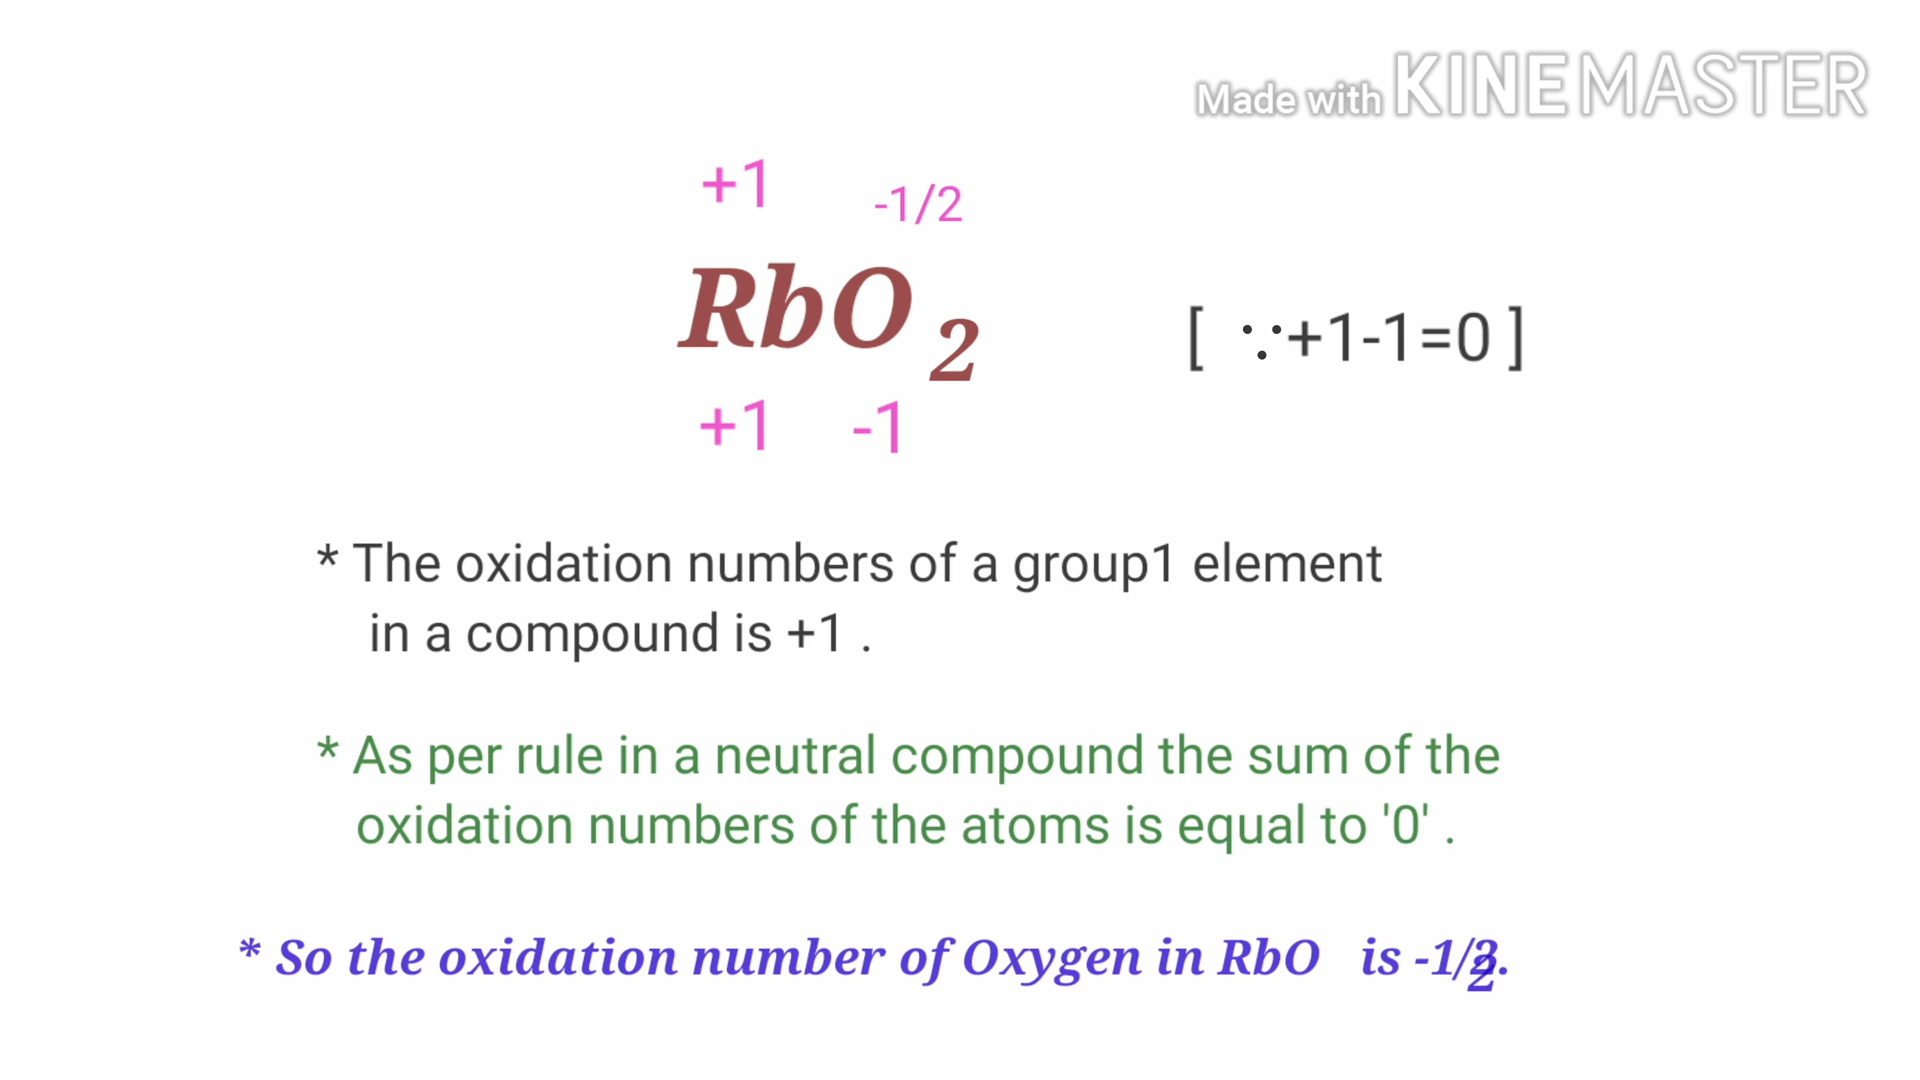 Made with KINEMASTER
+1 -1/2
RbO2 [ ∵+1-1=0 ]
+1 -1
* The oxidation numbers of a group1 element
in a compound is +1 .
* As per rule in a neutral compound the sum of the
oxidation numbers of the atoms is equal to '0' .
* So the oxidation number of Oxygen in RbO is -1/2.
2